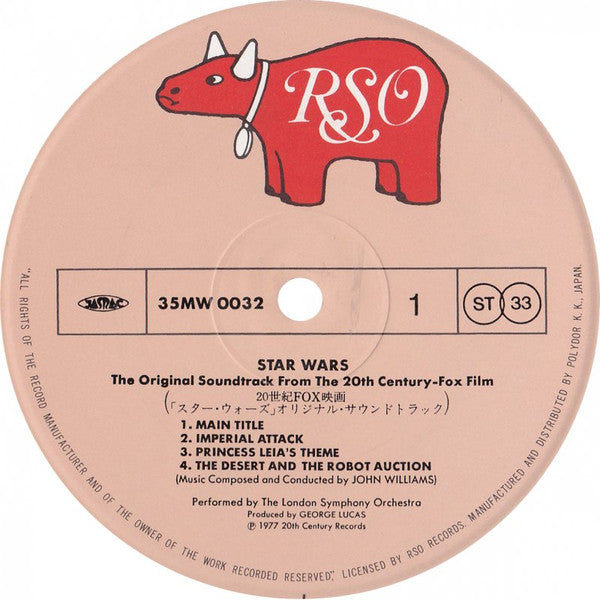 RSO
JASRAC
35MW 0032
1
ST 33
STAR WARS
The Original Soundtrack From The 20th Century-Fox Film
(20世紀FOX映画
「スター・ウォーズ」オリジナル・サウンドトラック)
1. MAIN TITLE
2. IMPERIAL ATTACK
3. PRINCESS LEIA'S THEME
4. THE DESERT AND THE ROBOT AUCTION
(Music Composed and Conducted by JOHN WILLIAMS)
Performed by The London Symphony Orchestra
Produced by GEORGE LUCAS
℗ 1977 20th Century Records
"ALL RIGHTS OF THE RECORD MANUFACTURER AND OF THE OWNER OF THE WORK RECORDED RESERVED," LICENSED BY RSO RECORDS. MANUFACTURED AND DISTRIBUTED BY POLYDOR K. K., JAPAN.